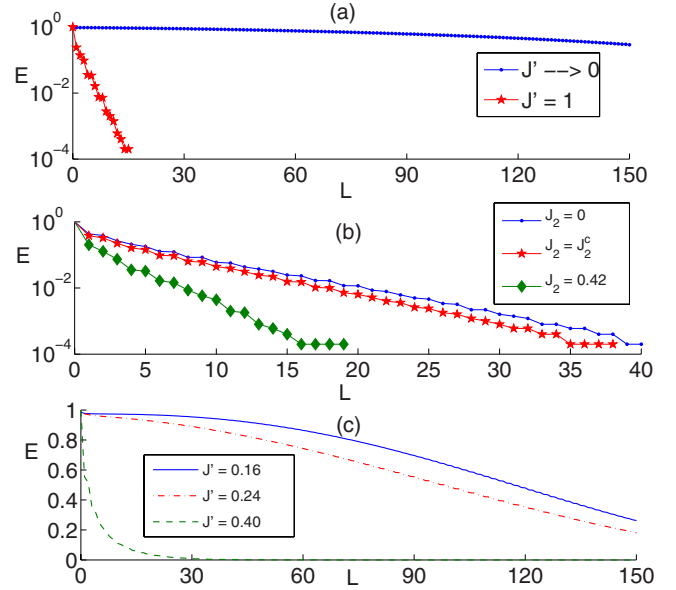 (a)
10^0
10^-2
10^-4
E
J' --> 0
J' = 1
0 30 60 90 120 150
L
(b)
10^0
10^-2
10^-4
E
J_2 = 0
J_2 = J_2^c
J_2 = 0.42
0 5 10 15 20 25 30 35 40
L
(c)
1
0.8
0.6
0.4
0.2
0
E
J' = 0.16
J' = 0.24
J' = 0.40
0 30 60 90 120 150
L